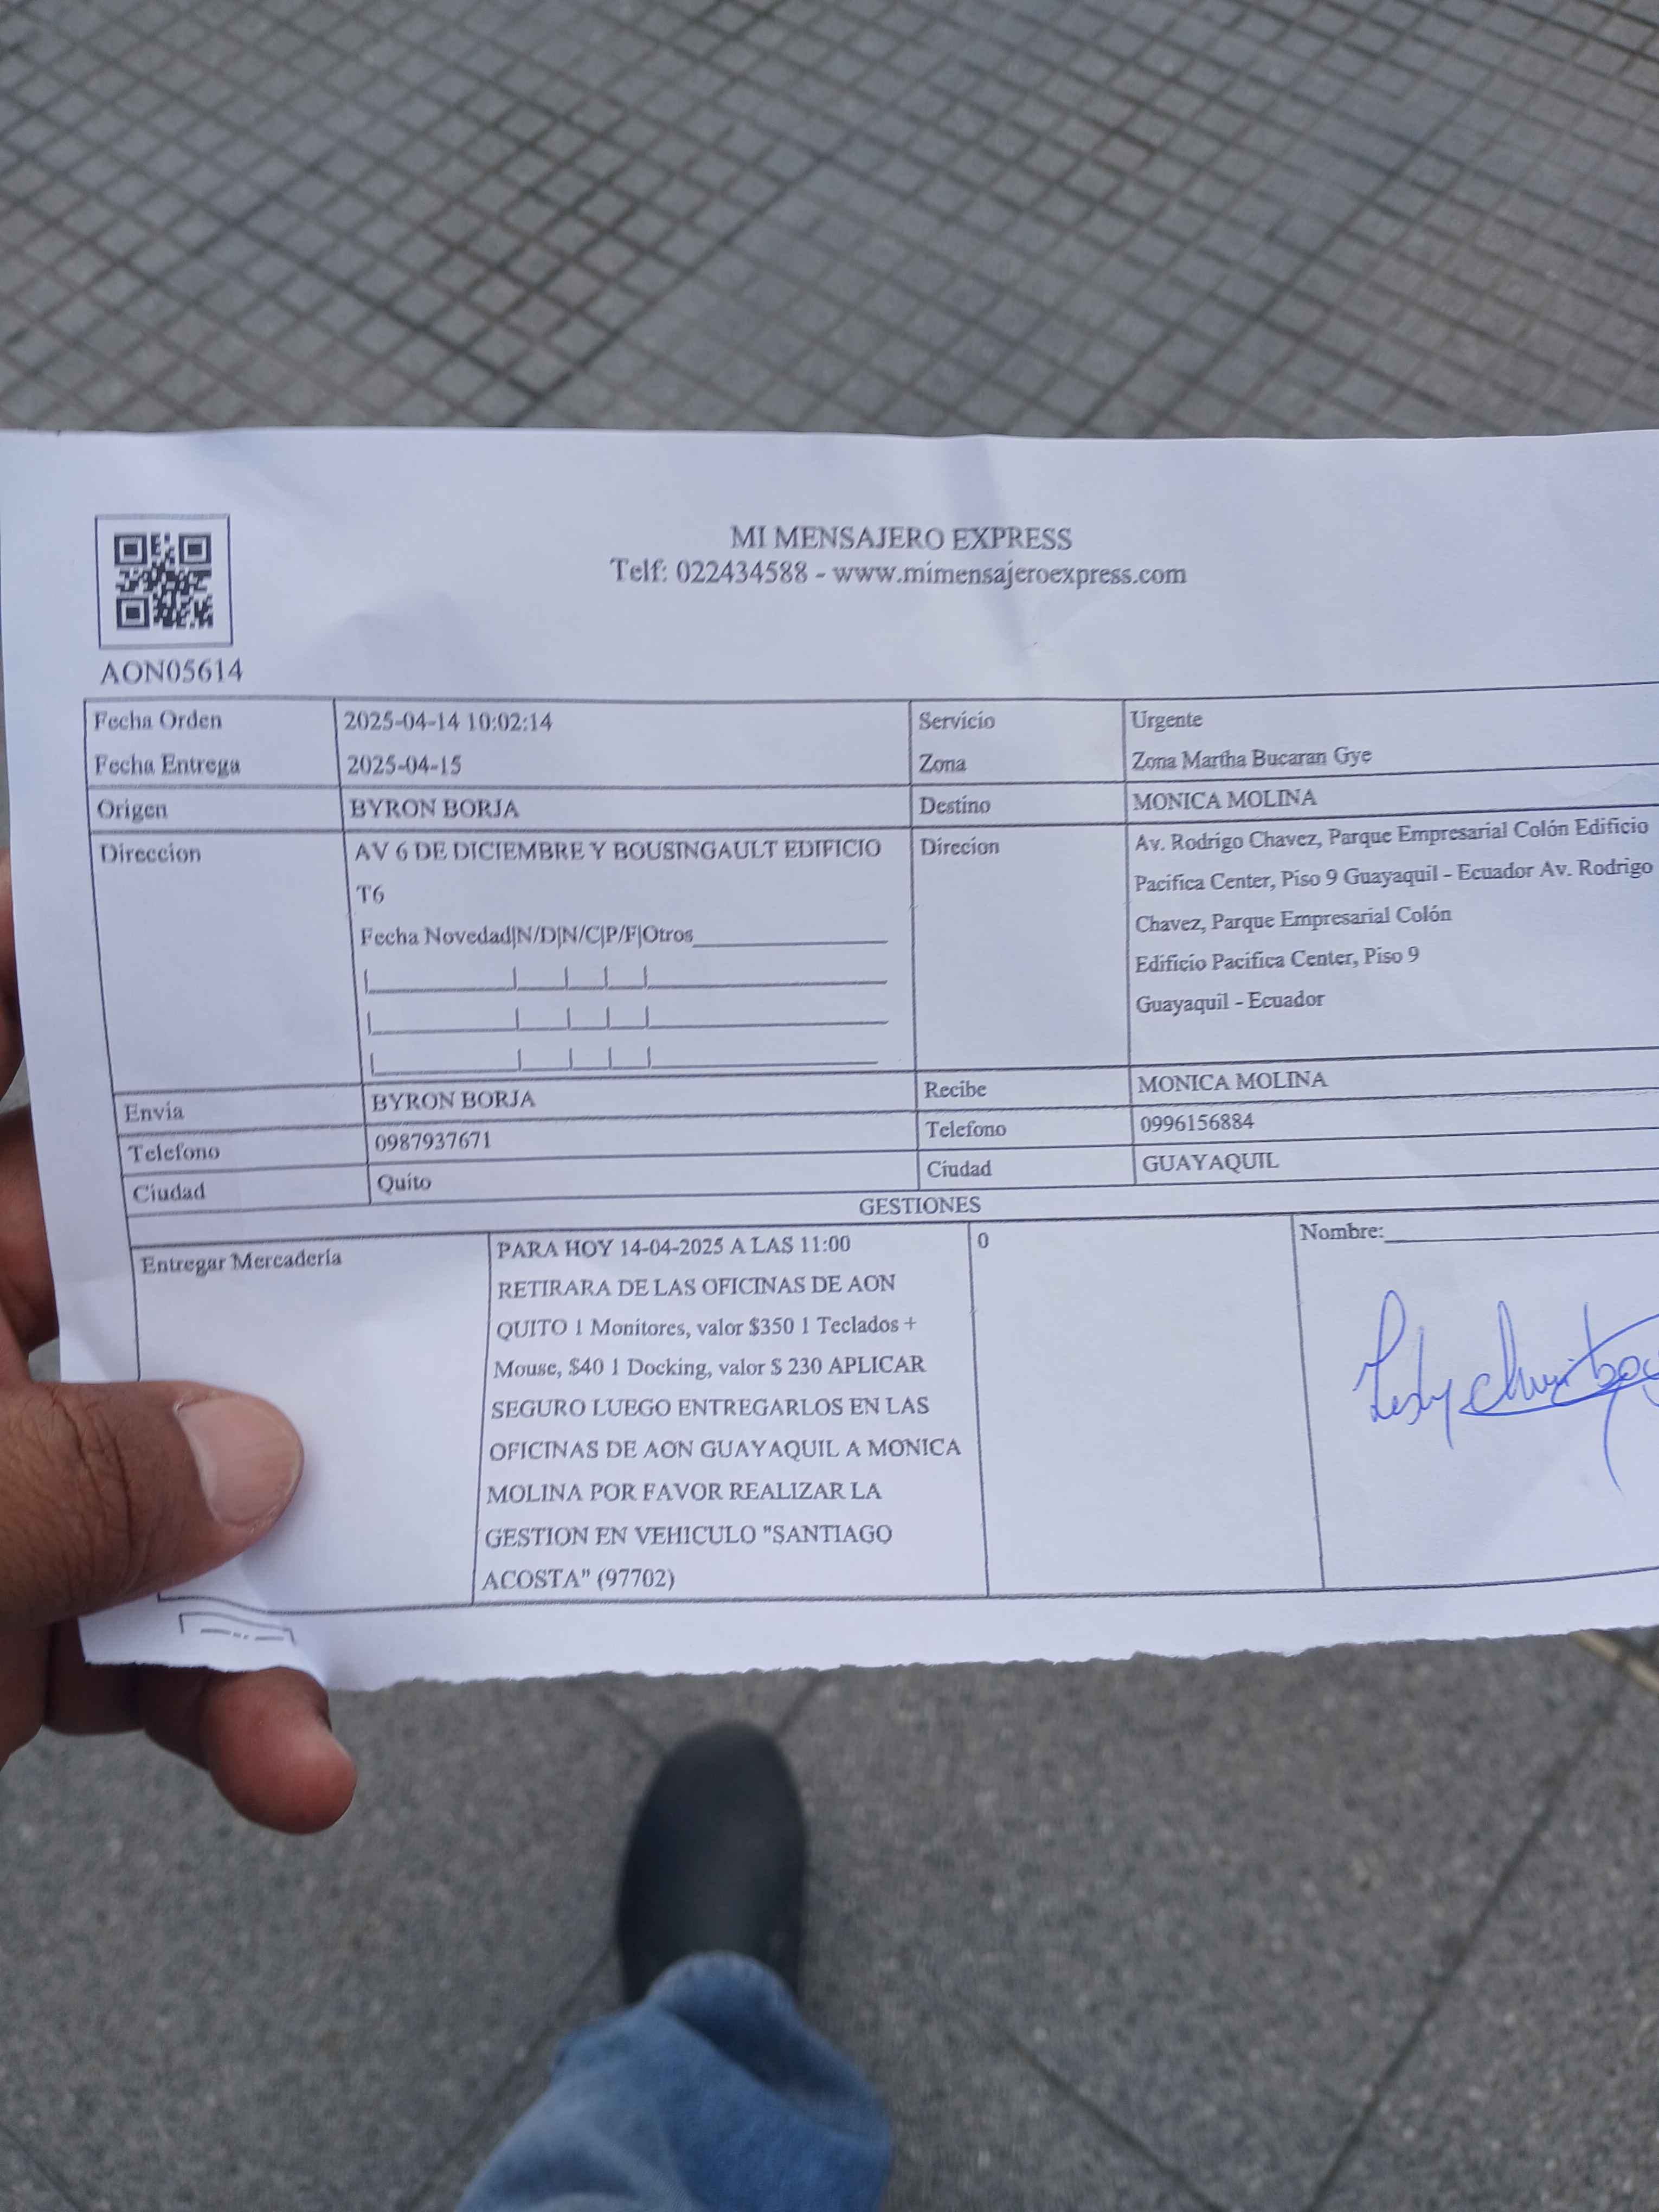 MI MENSAJERO EXPRESS
Telf: 022434588 - www.mimensajeroexpress.com
AON05614
Fecha Orden 2025-04-14 10:02:14 Servicio Urgente
Fecha Entrega 2025-04-15 Zona Zona Martha Bucaran Gye
Origen BYRON BORJA Destino MONICA MOLINA
Direccion AV 6 DE DICIEMBRE Y BOUSINGAULT EDIFICIO
T6
Fecha Novedad|N/D|N/C|P/F|Otros
Direcion Av. Rodrigo Chavez, Parque Empresarial Colón Edificio
Pacifica Center, Piso 9 Guayaquil - Ecuador Av. Rodrigo
Chavez, Parque Empresarial Colón
Edificio Pacifica Center, Piso 9
Guayaquil - Ecuador
Envia BYRON BORJA Recibe MONICA MOLINA
Telefono 0987937671 Telefono 0996156884
Ciudad Quito Ciudad GUAYAQUIL
GESTIONES
Entregar Mercadería
PARA HOY 14-04-2025 A LAS 11:00
RETIRARA DE LAS OFICINAS DE AON
QUITO 1 Monitores, valor $350 1 Teclados +
Mouse, $40 1 Docking, valor $ 230 APLICAR
SEGURO LUEGO ENTREGARLOS EN LAS
OFICINAS DE AON GUAYAQUIL A MONICA
MOLINA POR FAVOR REALIZAR LA
GESTION EN VEHICULO "SANTIAGO
ACOSTA" (97702)
0
Nombre: